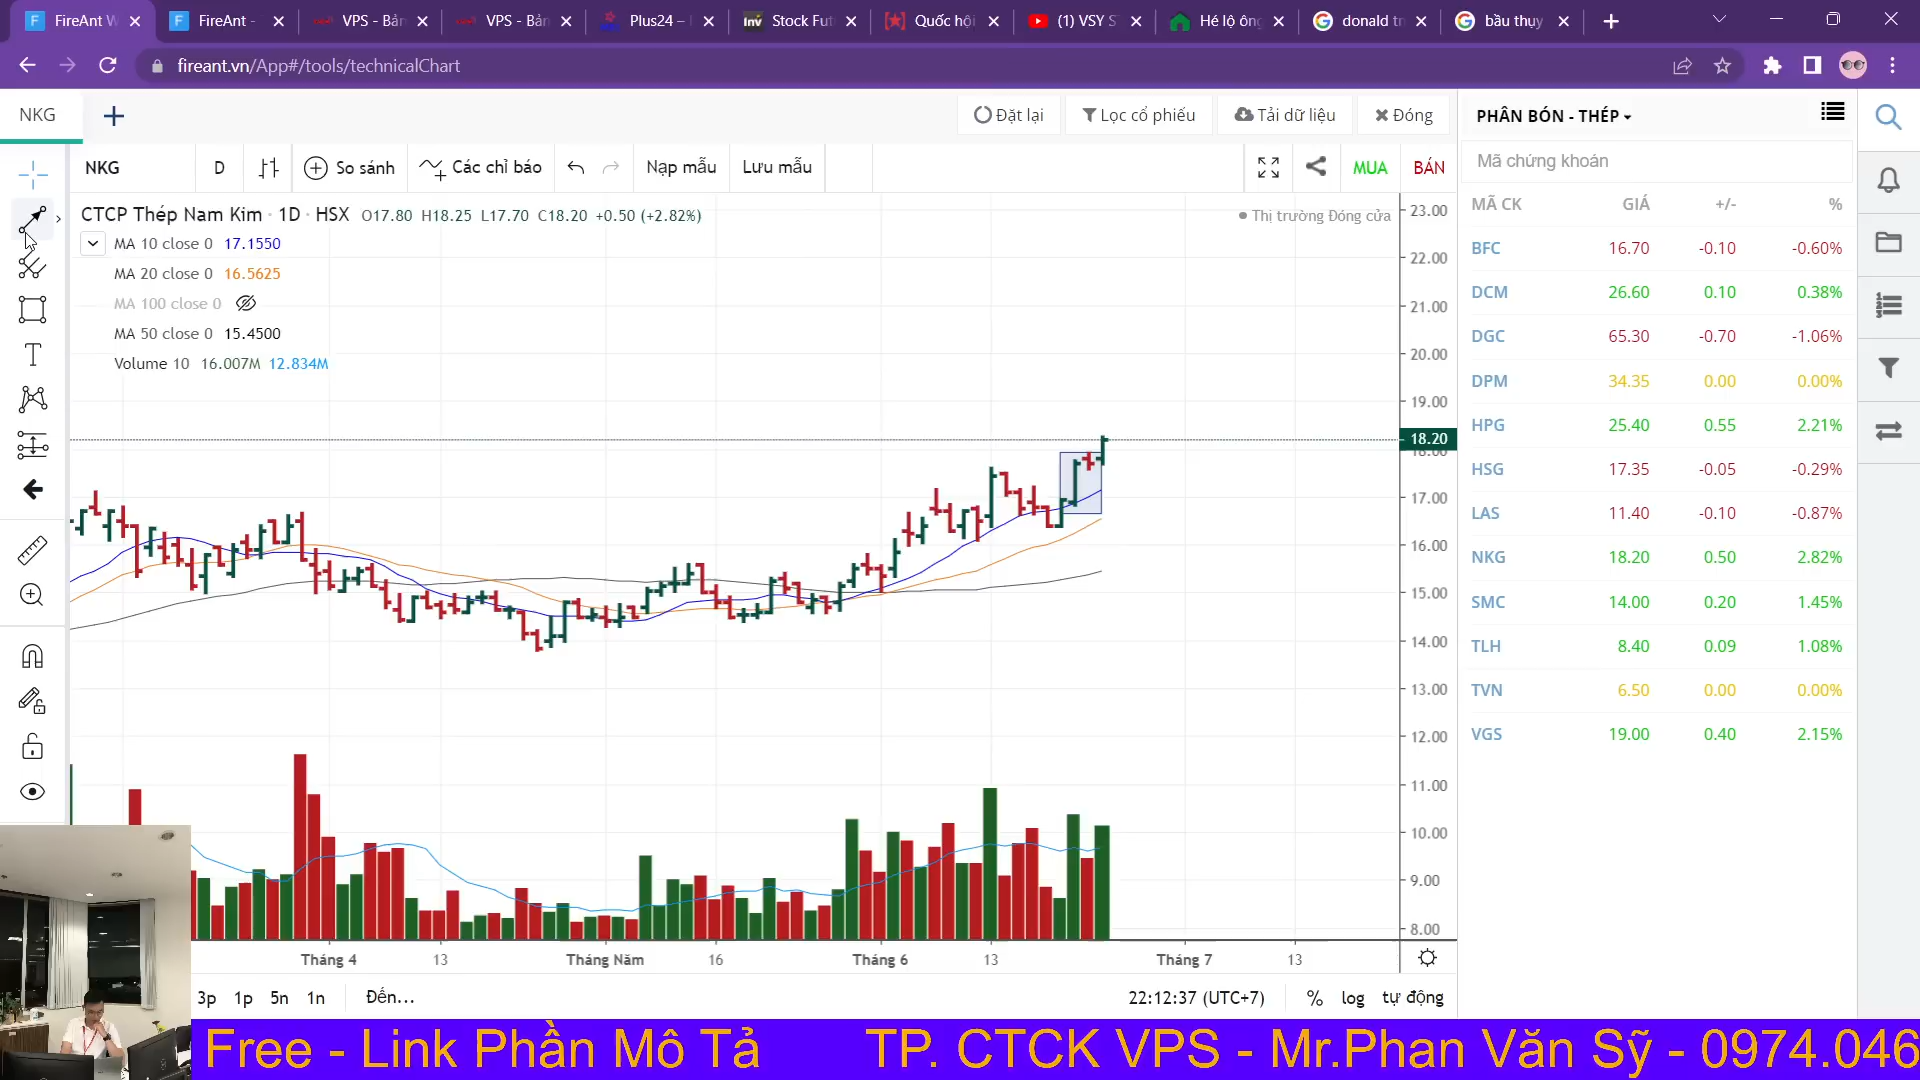 FireAnt W
FireAnt -
VPS - Bản
VPS - Bản
Plus24 –
Stock Fut
Quốc hội
(1) VSY S
Hé lộ ông
donald tr
bầu thụy
fireant.vn/App#/tools/technicalChart
NKG
Đặt lại
Lọc cổ phiếu
Tải dữ liệu
Đóng
PHÂN BÓN - THÉP
NKG
D
So sánh
Các chỉ báo
Nạp mẫu
Lưu mẫu
MUA
BÁN
Mã chứng khoán
CTCP Thép Nam Kim · 1D · HSX O17.80 H18.25 L17.70 C18.20 +0.50 (+2.82%)
Thị trường Đóng cửa
MA 10 close 0 17.1550
MA 20 close 0 16.5625
MA 100 close 0
MA 50 close 0 15.4500
Volume 10 16.007M 12.834M
23.00
22.00
21.00
20.00
19.00
18.20
18.00
17.00
16.00
15.00
14.00
13.00
12.00
11.00
10.00
9.00
8.00
MÃ CK GIÁ +/- %
BFC 16.70 -0.10 -0.60%
DCM 26.60 0.10 0.38%
DGC 65.30 -0.70 -1.06%
DPM 34.35 0.00 0.00%
HPG 25.40 0.55 2.21%
HSG 17.35 -0.05 -0.29%
LAS 11.40 -0.10 -0.87%
NKG 18.20 0.50 2.82%
SMC 14.00 0.20 1.45%
TLH 8.40 0.09 1.08%
TVN 6.50 0.00 0.00%
VGS 19.00 0.40 2.15%
Tháng 4 13 Tháng Năm 16 Tháng 6 13 Tháng 7 13
3p 1p 5n 1n Đến...
22:12:37 (UTC+7) % log tự động
Free - Link Phần Mô Tả TP. CTCK VPS - Mr.Phan Văn Sỹ - 0974.046